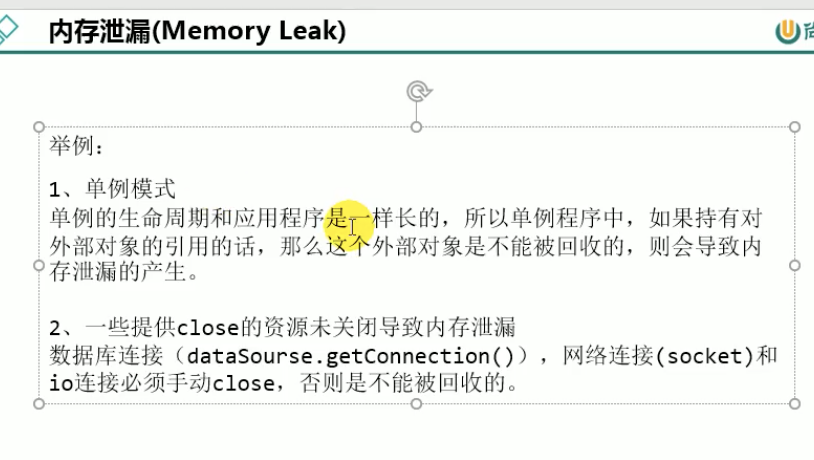 内存泄漏(Memory Leak)
尚
举例：
1、单例模式
单例的生命周期和应用程序是一样长的，所以单例程序中，如果持有对
外部对象的引用的话，那么这个外部对象是不能被回收的，则会导致内
存泄漏的产生。
2、一些提供close的资源未关闭导致内存泄漏
数据库连接（dataSourse.getConnection()），网络连接(socket)和
io连接必须手动close，否则是不能被回收的。